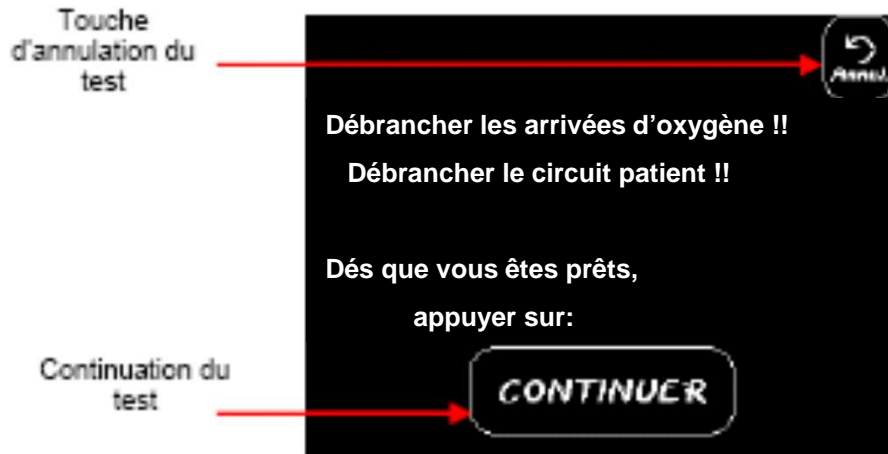 Touche
d'annulation du
test
Annul.
Débrancher les arrivées d'oxygène !!
Débrancher le circuit patient !!
Dés que vous êtes prêts,
appuyer sur:
Continuation du
test
CONTINUER